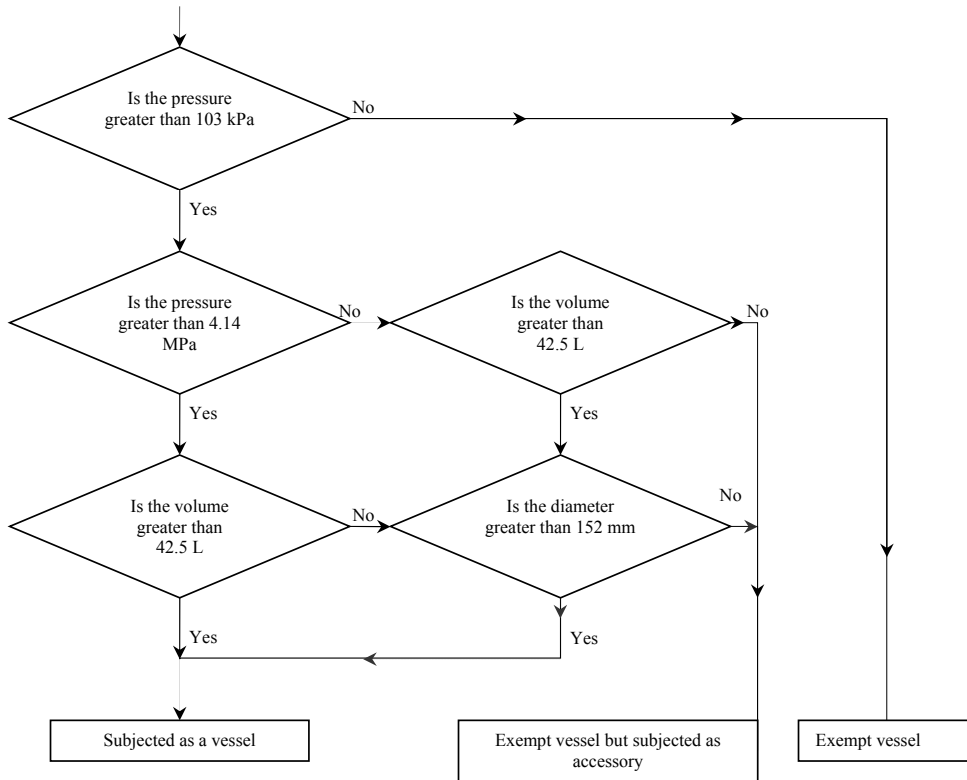 Is the pressure
greater than 103 kPa
No
Yes
Is the pressure
greater than 4.14
MPa
No
Is the volume
greater than
42.5 L
No
Yes
Yes
Is the volume
greater than
42.5 L
No
Is the diameter
greater than 152 mm
No
Yes
Yes
Subjected as a vessel
Exempt vessel but subjected as
accessory
Exempt vessel